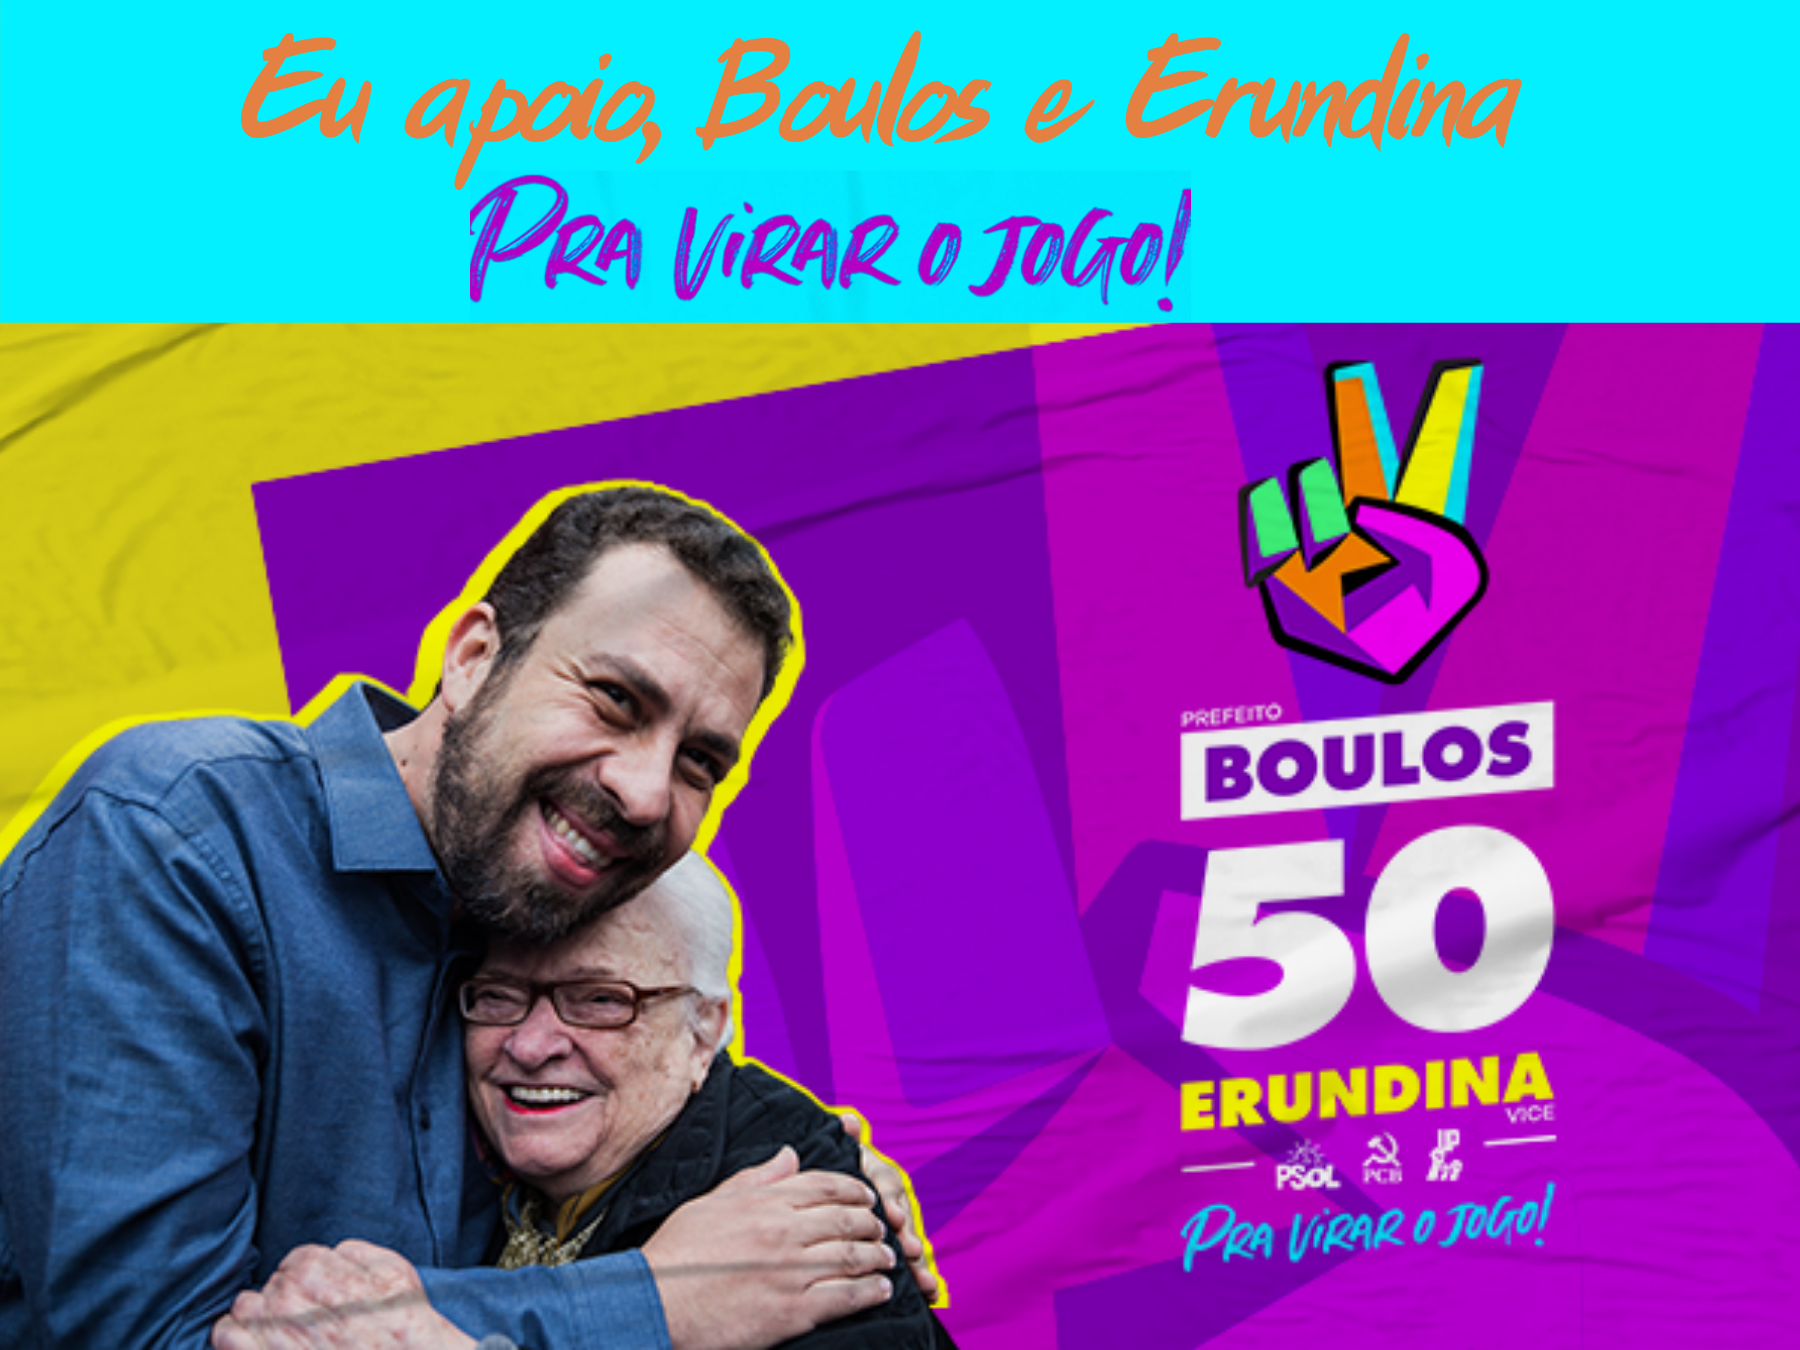 Eu apoio, Boulos e Erundina
PRA VIRAR O JOGO!
PREFEITO
BOULOS
50
ERUNDINA
VICE
PSOL PCB UP
PRA VIRAR O JOGO!